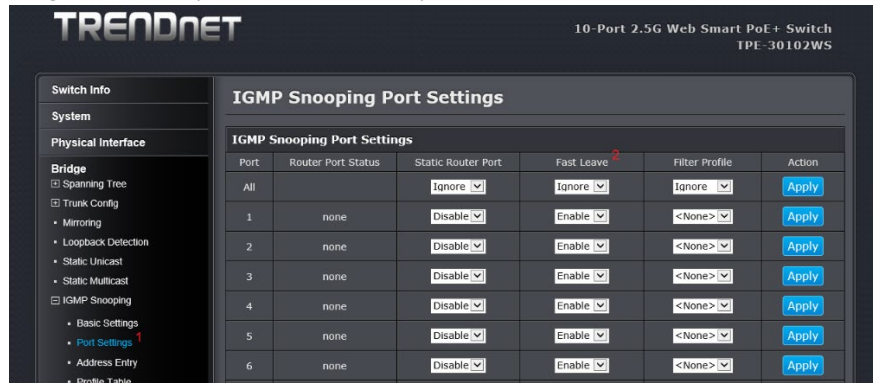 TRENDnet
10-Port 2.5G Web Smart PoE+ Switch
TPE-30102WS
Switch Info
System
Physical Interface
Bridge
Spanning Tree
Trunk Config
Mirroring
Loopback Detection
Static Unicast
Static Multicast
IGMP Snooping
Basic Settings
Port Settings 1
Address Entry
Profile Table
IGMP Snooping Port Settings
IGMP Snooping Port Settings
Port Router Port Status Static Router Port Fast Leave 2 Filter Profile Action
All Ignore Ignore Ignore Apply
1 none Disable Enable <None> Apply
2 none Disable Enable <None> Apply
3 none Disable Enable <None> Apply
4 none Disable Enable <None> Apply
5 none Disable Enable <None> Apply
6 none Disable Enable <None> Apply